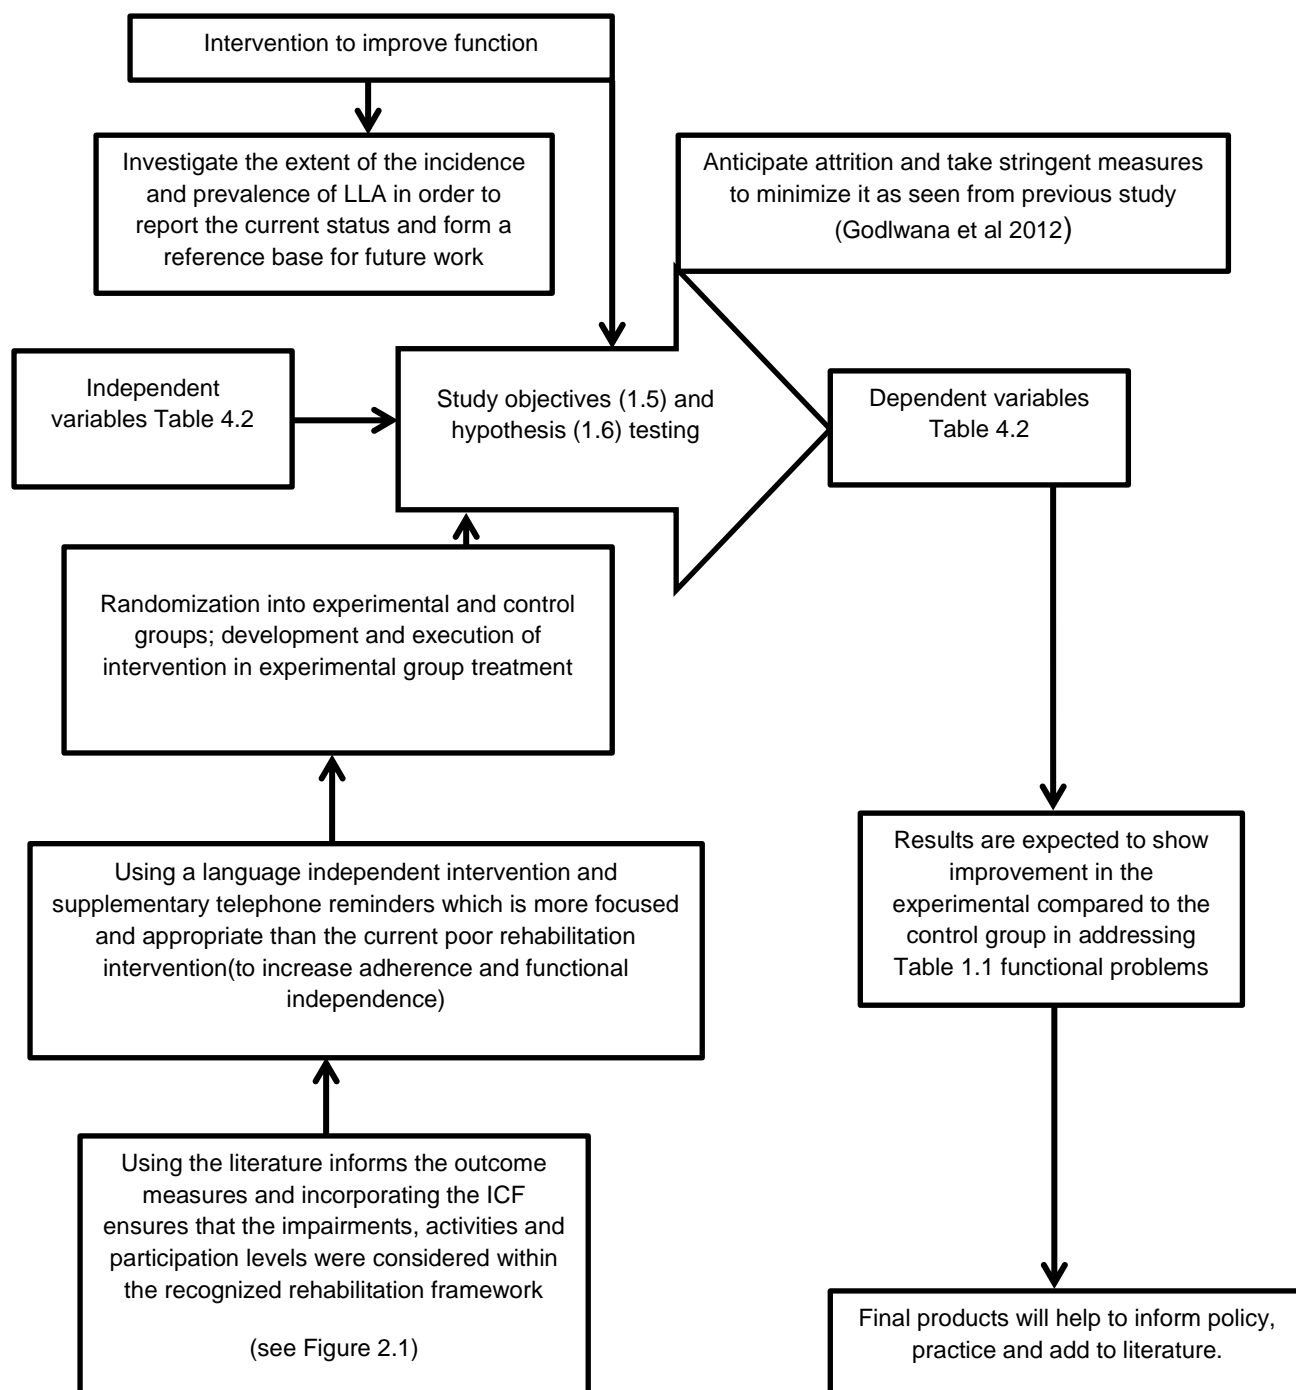 Intervention to improve function
Investigate the extent of the incidence
and prevalence of LLA in order to
report the current status and form a
reference base for future work
Anticipate attrition and take stringent measures
to minimize it as seen from previous study
(Godlwana et al 2012)
Independent
variables Table 4.2
Study objectives (1.5) and
hypothesis (1.6) testing
Dependent variables
Table 4.2
Randomization into experimental and control
groups; development and execution of
intervention in experimental group treatment
Using a language independent intervention and
supplementary telephone reminders which is more focused
and appropriate than the current poor rehabilitation
intervention(to increase adherence and functional
independence)
Results are expected to show
improvement in the
experimental compared to the
control group in addressing
Table 1.1 functional problems
Using the literature informs the outcome
measures and incorporating the ICF
ensures that the impairments, activities and
participation levels were considered within
the recognized rehabilitation framework
(see Figure 2.1)
Final products will help to inform policy,
practice and add to literature.